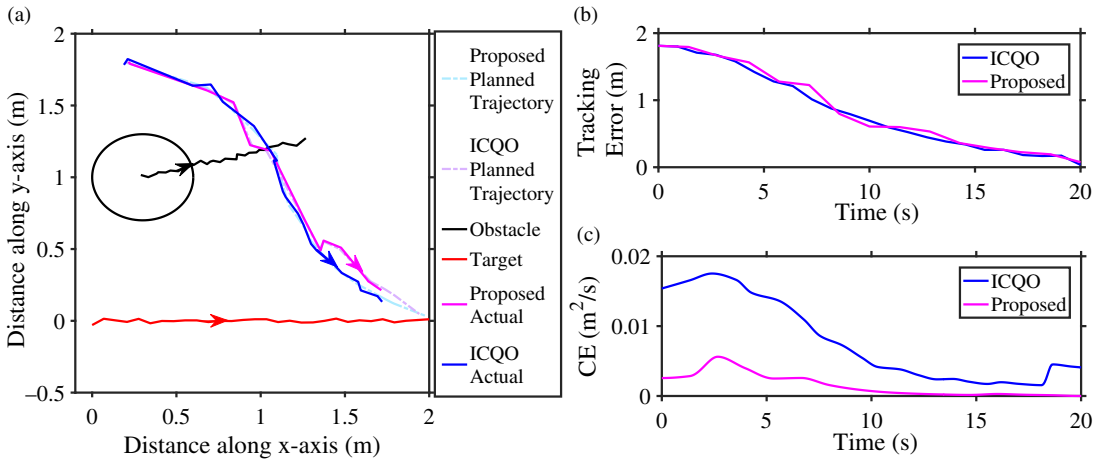 (a)
2
1.5
1
0.5
0
−0.5
Distance along y-axis (m)
0
0.5
1
1.5
2
Distance along x-axis (m)
Proposed
Planned
Trajectory
ICQO
Planned
Trajectory
Obstacle
Target
Proposed
Actual
ICQO
Actual
(b)
2
1
0
Tracking
Error (m)
ICQO
Proposed
0
5
10
15
20
Time (s)
(c)
0.02
0.01
0
CE (m²/s)
ICQO
Proposed
0
5
10
15
20
Time (s)